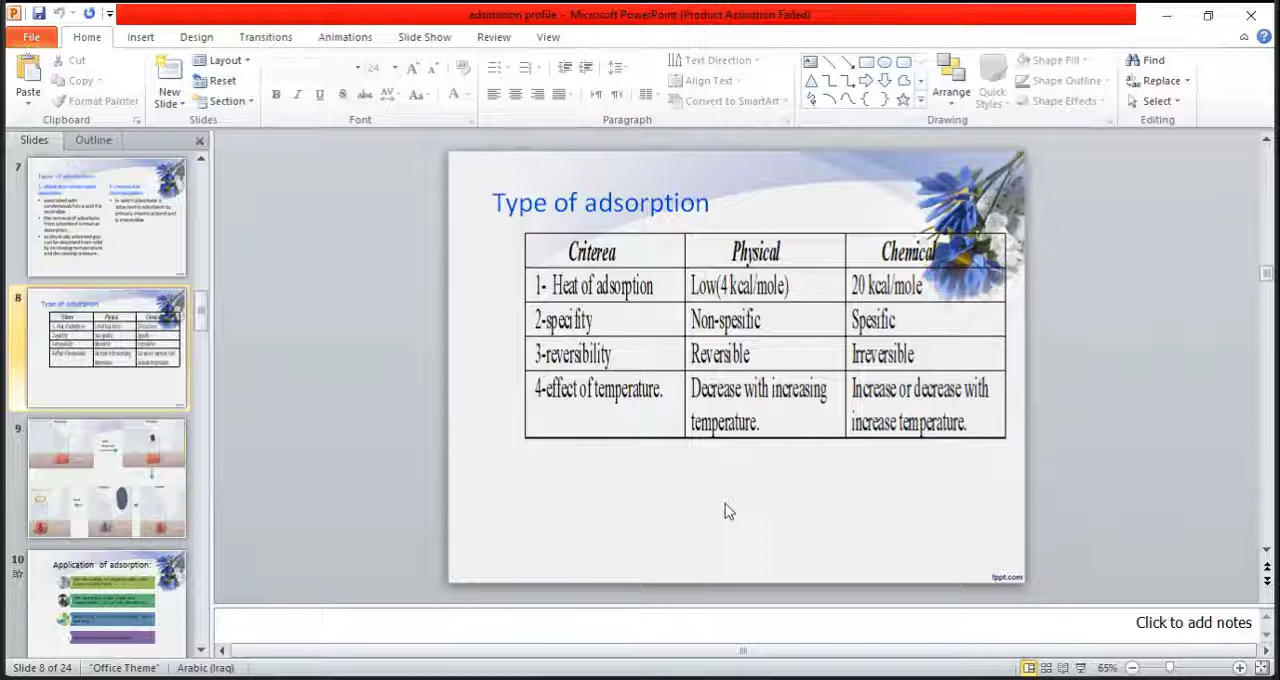 adsorption profile - Microsoft PowerPoint (Product Activation Failed)
File Home Insert Design Transitions Animations Slide Show Review View
Cut
Copy
Format Painter
Paste
Clipboard
New Slide
Layout
Reset
Section
Slides
24
Font
Text Direction
Align Text
Convert to SmartArt
Paragraph
Arrange
Quick Styles
Shape Fill
Shape Outline
Shape Effects
Drawing
Find
Replace
Select
Editing
Slides Outline
7
8
Type of adsorption
9
10
Application of adsorption:
Type of adsorption
Criterea Physical Chemical
1- Heat of adsorption Low(4 kcal/mole) 20 kcal/mole
2-specifity Non-spesific Spesific
3-reversibility Reversible Irreversible
4-effect of temperature. Decrease with increasing temperature. Increase or decrease with increase temperature.
fppt.com
Click to add notes
Slide 8 of 24 "Office Theme" Arabic (Iraq) 65%